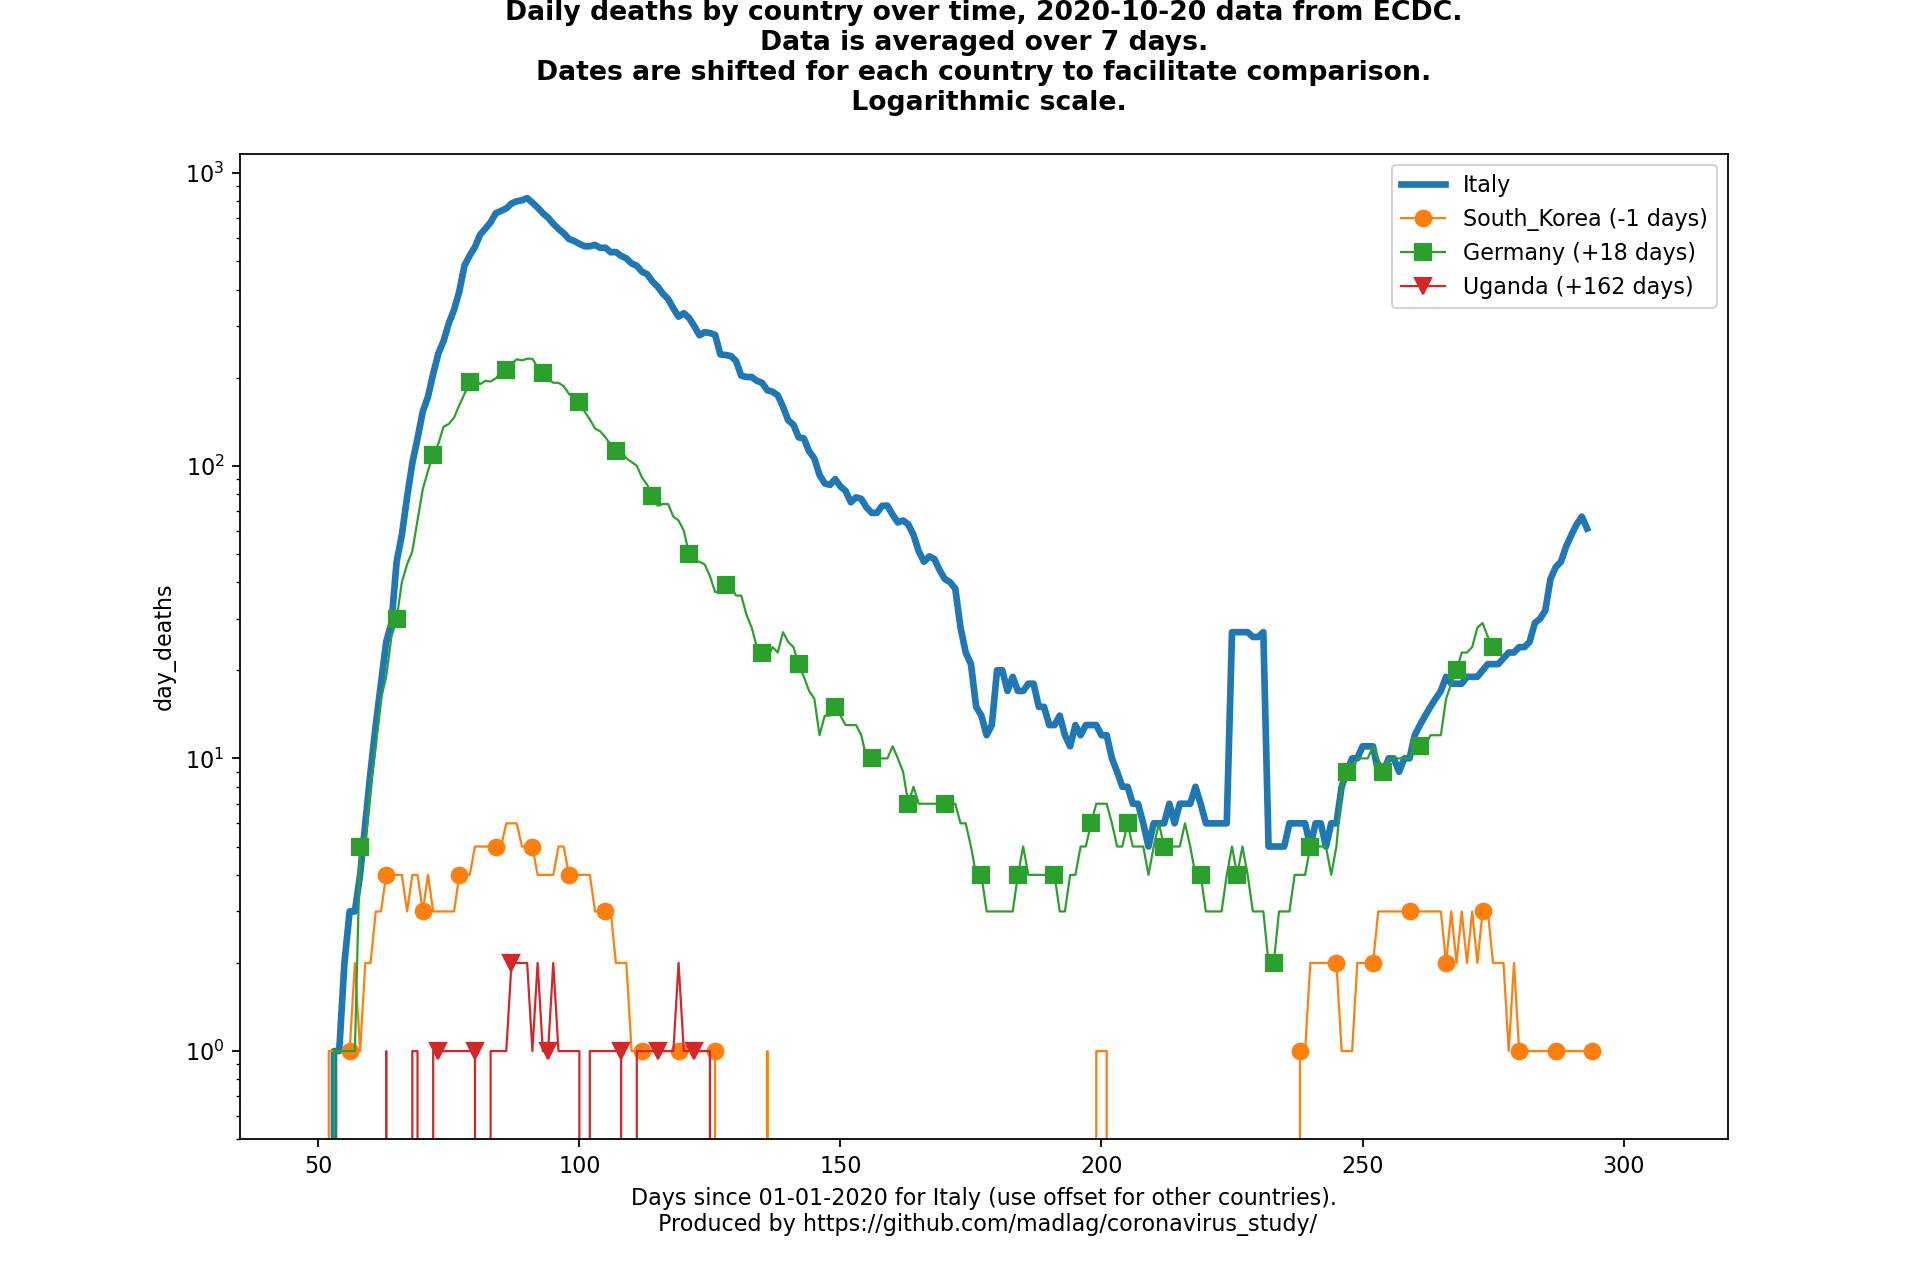 Daily deaths by country over time, 2020-10-20 data from ECDC.
Data is averaged over 7 days.
Dates are shifted for each country to facilitate comparison.
Logarithmic scale.
10³
10²
10¹
10⁰
day_deaths
Italy
South_Korea (-1 days)
Germany (+18 days)
Uganda (+162 days)
50
100
150
200
250
300
Days since 01-01-2020 for Italy (use offset for other countries).
Produced by https://github.com/madlag/coronavirus_study/